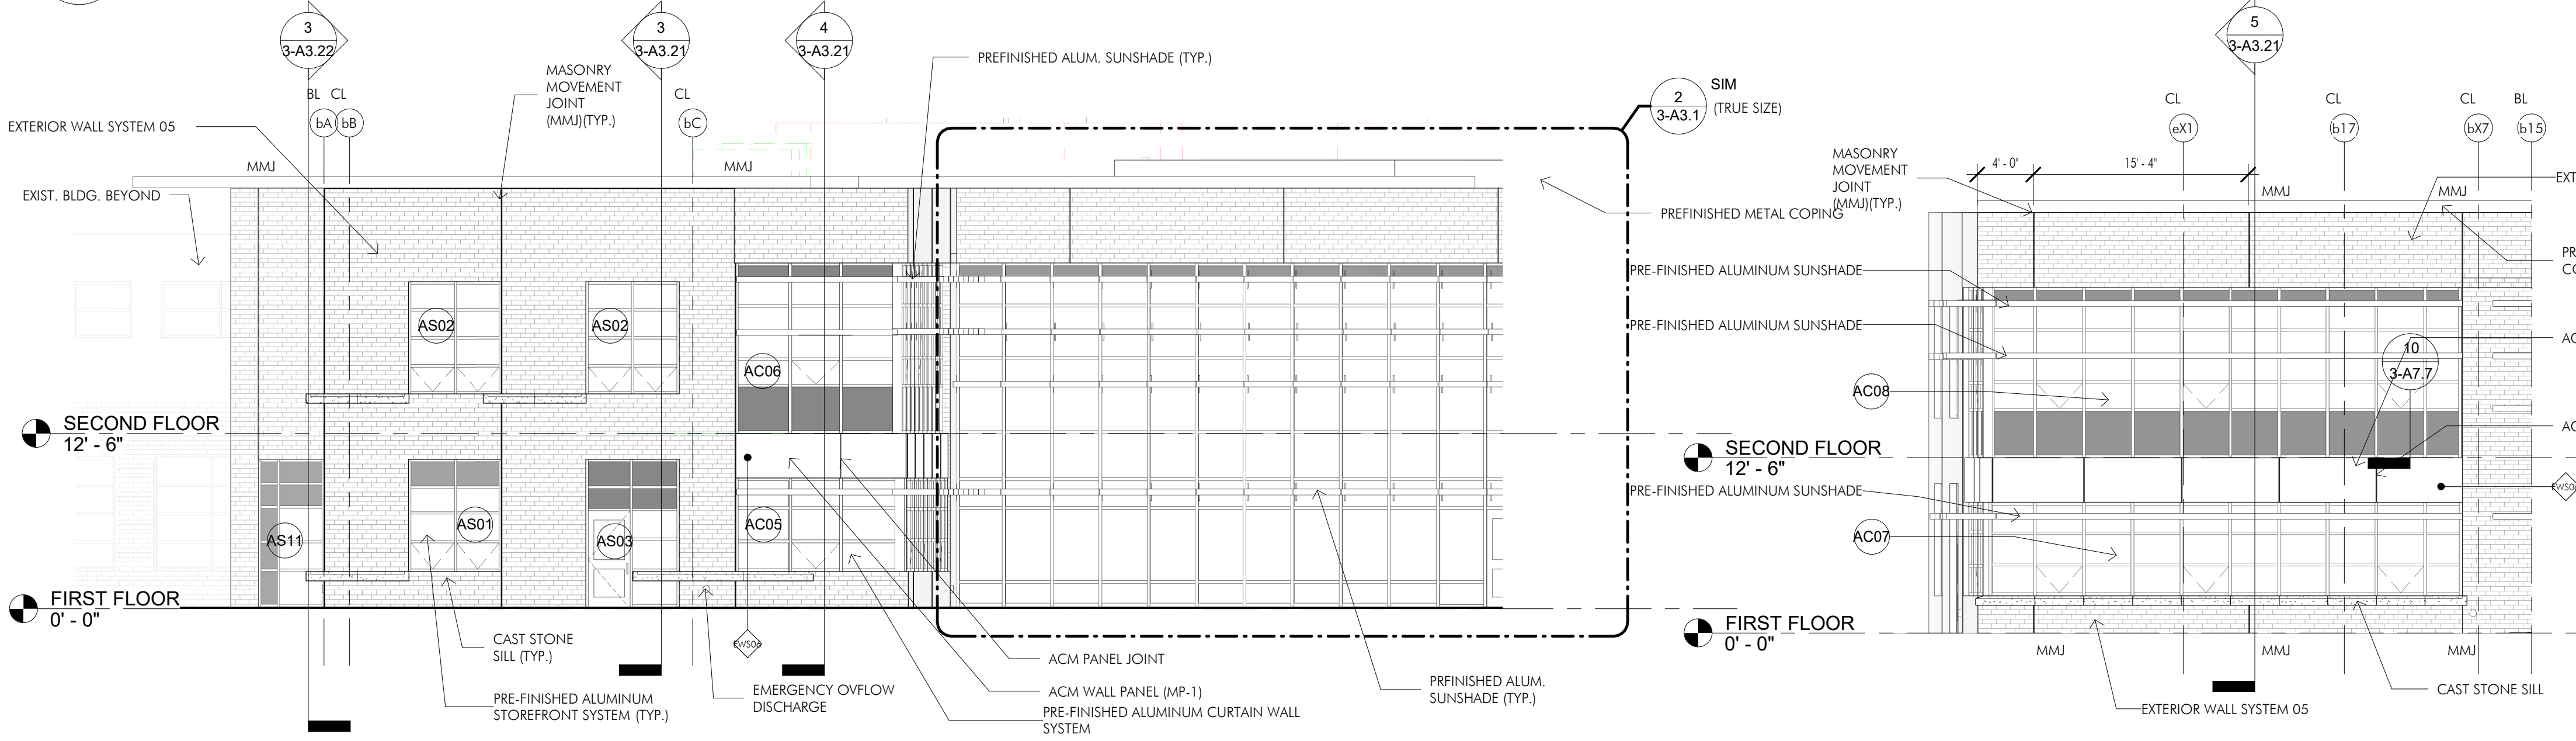 3
3-A3.22
3
3-A3.21
4
3-A3.21
PREFINISHED ALUM. SUNSHADE (TYP.)
MASONRY
MOVEMENT
JOINT
(MMJ)(TYP.)
BL
CL
CL
bA
bB
bC
EXTERIOR WALL SYSTEM 05
MMJ
MMJ
EXIST. BLDG. BEYOND
2
3-A3.1
SIM
(TRUE SIZE)
PREFINISHED METAL COPING
AS02
AS02
AC06
SECOND FLOOR
12' - 6"
AS11
AS01
AS03
AC05
FIRST FLOOR
0' - 0"
CAST STONE
SILL (TYP.)
PRE-FINISHED ALUMINUM
STOREFRONT SYSTEM (TYP.)
EWS06
EMERGENCY OVFLOW
DISCHARGE
ACM PANEL JOINT
ACM WALL PANEL (MP-1)
PRE-FINISHED ALUMINUM CURTAIN WALL
SYSTEM
PRFINISHED ALUM.
SUNSHADE (TYP.)
5
3-A3.21
CL
CL
CL
BL
eX1
b17
bX7
b15
MASONRY
MOVEMENT
JOINT
(MMJ)(TYP.)
4' - 0"
15' - 4"
MMJ
MMJ
EXT
PR
CO
PRE-FINISHED ALUMINUM SUNSHADE
PRE-FINISHED ALUMINUM SUNSHADE
AC
10
3-A7.7
AC08
AC
SECOND FLOOR
12' - 6"
PRE-FINISHED ALUMINUM SUNSHADE
EWS0
AC07
FIRST FLOOR
0' - 0"
MMJ
MMJ
MMJ
CAST STONE SILL
EXTERIOR WALL SYSTEM 05